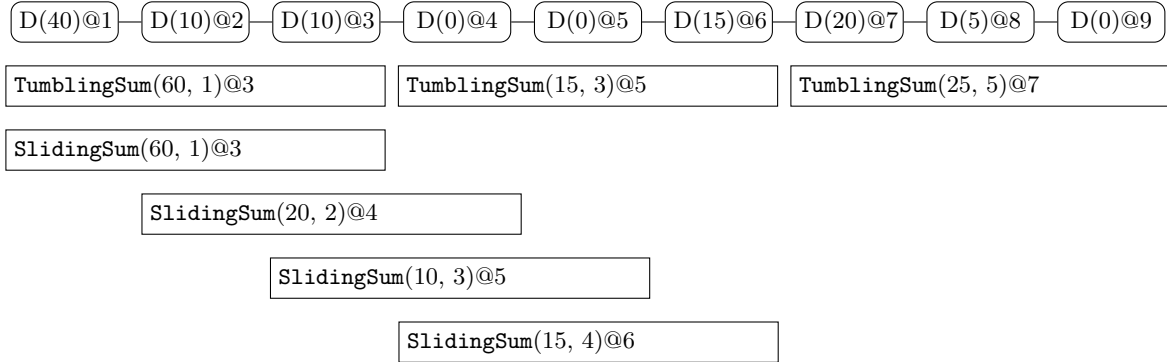 D(40)@1 D(10)@2 D(10)@3 D(0)@4 D(0)@5 D(15)@6 D(20)@7 D(5)@8 D(0)@9
TumblingSum(60, 1)@3 TumblingSum(15, 3)@5 TumblingSum(25, 5)@7
SlidingSum(60, 1)@3
SlidingSum(20, 2)@4
SlidingSum(10, 3)@5
SlidingSum(15, 4)@6